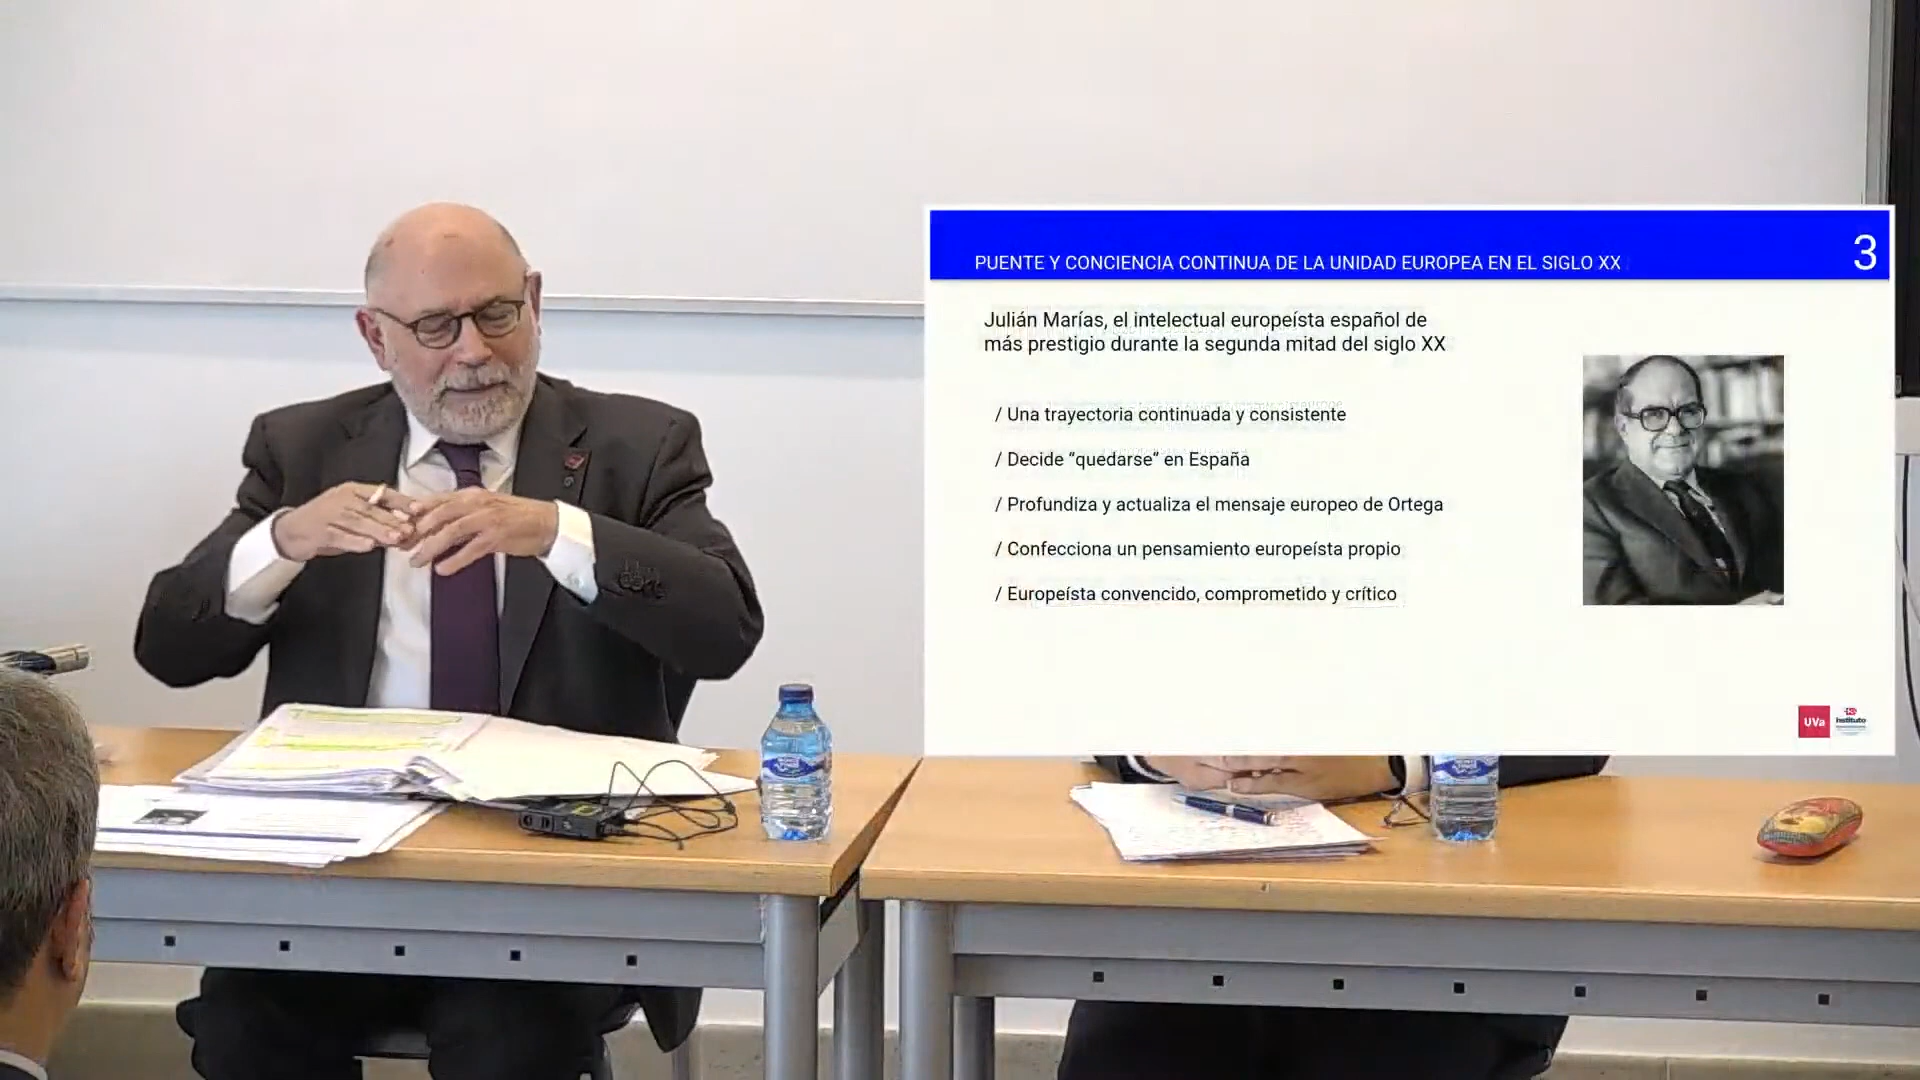 PUENTE Y CONCIENCIA CONTINUA DE LA UNIDAD EUROPEA EN EL SIGLO XX
3
Julián Marías, el intelectual europeísta español de
más prestigio durante la segunda mitad del siglo XX
/ Una trayectoria continuada y consistente
/ Decide “quedarse” en España
/ Profundiza y actualiza el mensaje europeo de Ortega
/ Confecciona un pensamiento europeísta propio
/ Europeísta convencido, comprometido y crítico
UVa
instituto